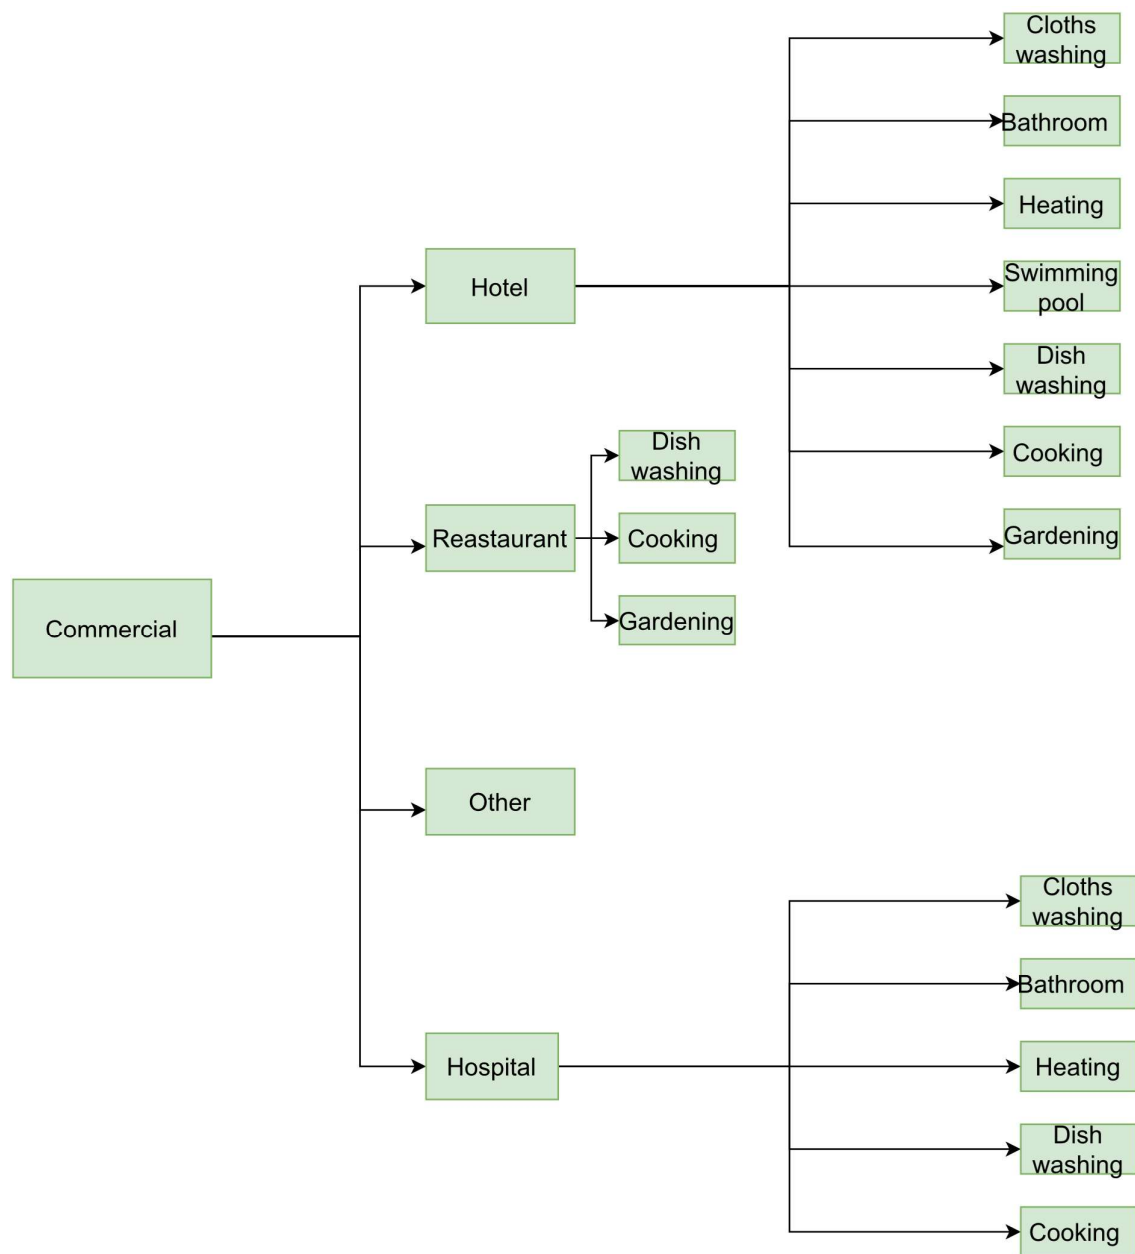 Cloths
washing
Bathroom
Heating
Swimming
pool
Dish
washing
Cooking
Gardening
Hotel
Dish
washing
Cooking
Gardening
Reastaurant
Commercial
Other
Cloths
washing
Bathroom
Heating
Dish
washing
Cooking
Hospital